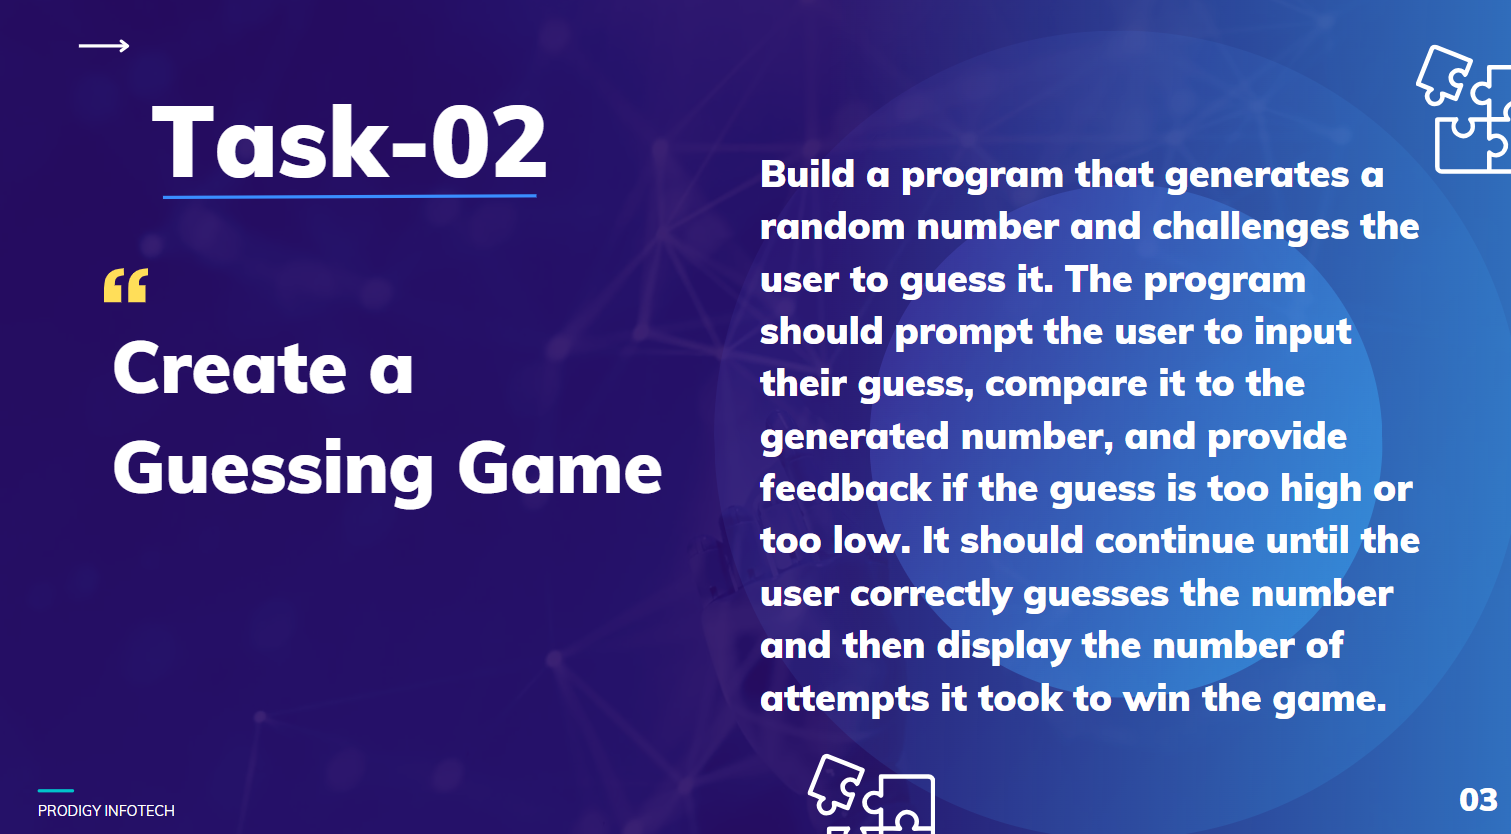 Task-02
“
Create a
Guessing Game
Build a program that generates a
random number and challenges the
user to guess it. The program
should prompt the user to input
their guess, compare it to the
generated number, and provide
feedback if the guess is too high or
too low. It should continue until the
user correctly guesses the number
and then display the number of
attempts it took to win the game.
PRODIGY INFOTECH
03